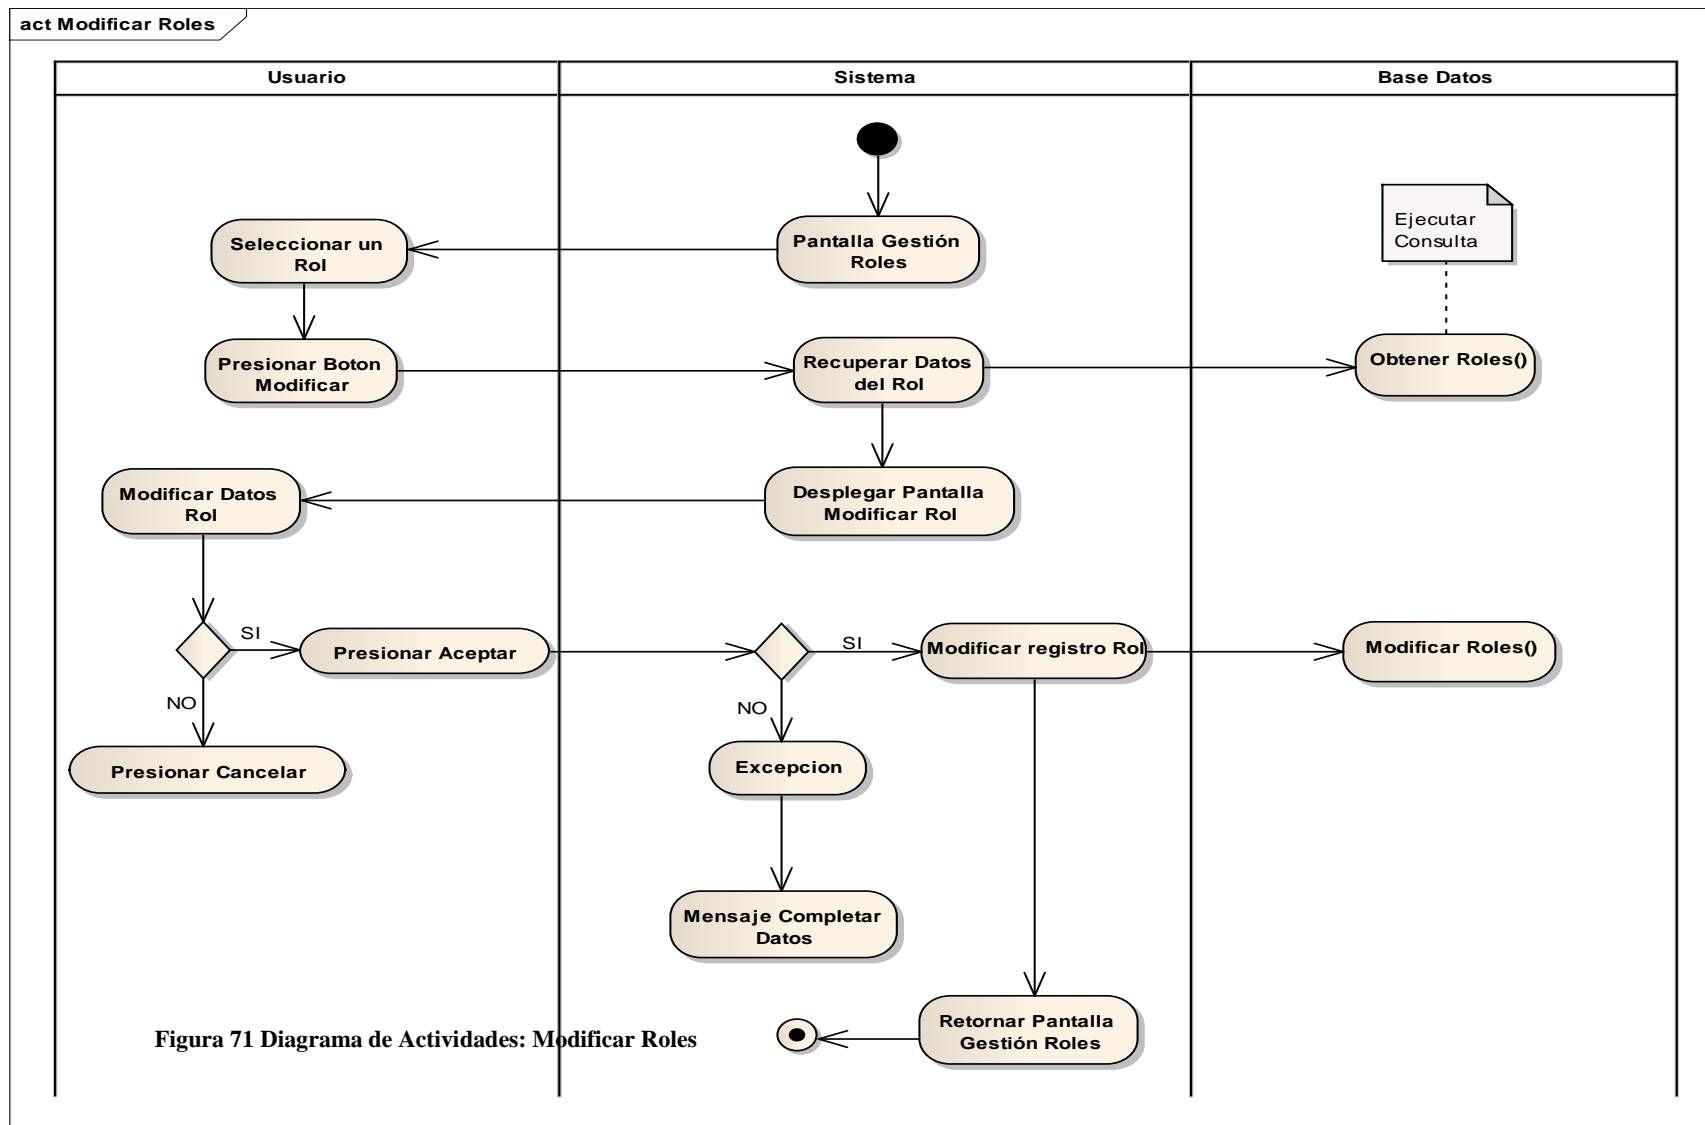 act Modificar Roles
Usuario
Sistema
Base Datos
Ejecutar
Consulta
Seleccionar un
Rol
Pantalla Gestión
Roles
Presionar Boton
Modificar
Recuperar Datos
del Rol
Obtener Roles()
Modificar Datos
Rol
Desplegar Pantalla
Modificar Rol
SI
Presionar Aceptar
SI
Modificar registro Rol
Modificar Roles()
NO
NO
Presionar Cancelar
Excepcion
Mensaje Completar
Datos
Retornar Pantalla
Gestión Roles
Figura 71 Diagrama de Actividades: Modificar Roles